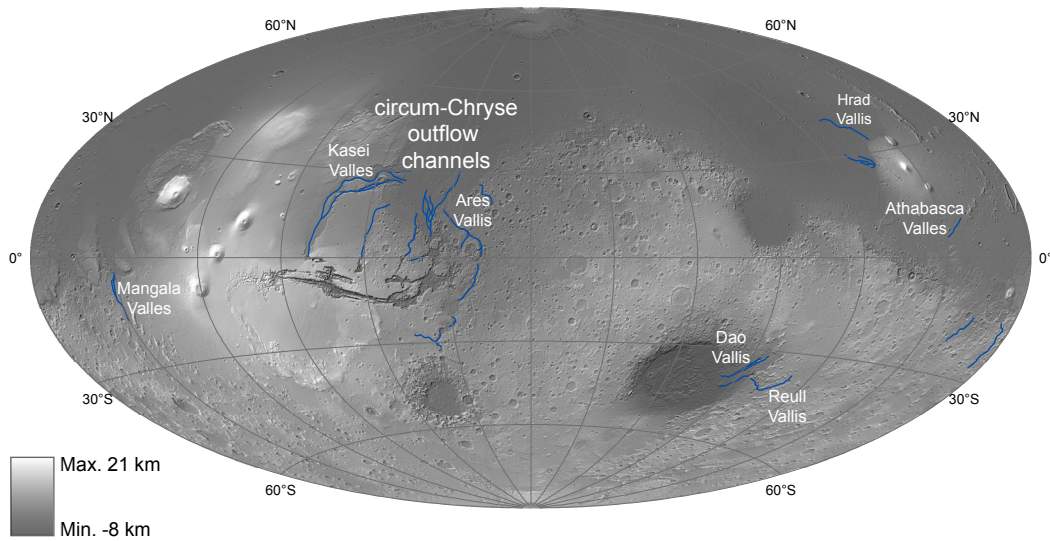 60°N
60°N
30°N
30°N
circum-Chryse
outflow
channels
Hrad
Vallis
Kasei
Valles
Ares
Vallis
Athabasca
Valles
0°
0°
Mangala
Valles
Dao
Vallis
Reull
Vallis
30°S
30°S
60°S
60°S
Max. 21 km
Min. -8 km